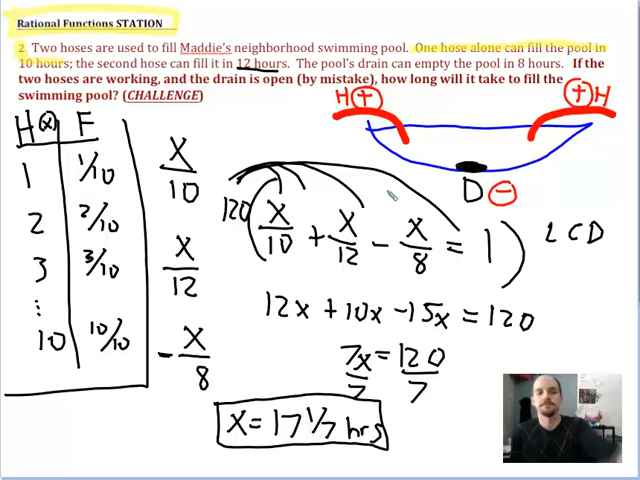 Rational Functions STATION
2. Two hoses are used to fill Maddie's neighborhood swimming pool. One hose alone can fill the pool in
10 hours; the second hose can fill it in 12 hours. The pool's drain can empty the pool in 8 hours. If the
two hoses are working, and the drain is open (by mistake), how long will it take to fill the
swimming pool? (CHALLENGE)
H + + H
D −
H(x) F
1 1/10
2 2/10
3 3/10
⋮
10 10/10
x/10
x/12
- x/8
120 (x/10 + x/12 - x/8 = 1) LCD
12x + 10x - 15x = 120
7x = 120
7 7
x = 17 1/7 hrs